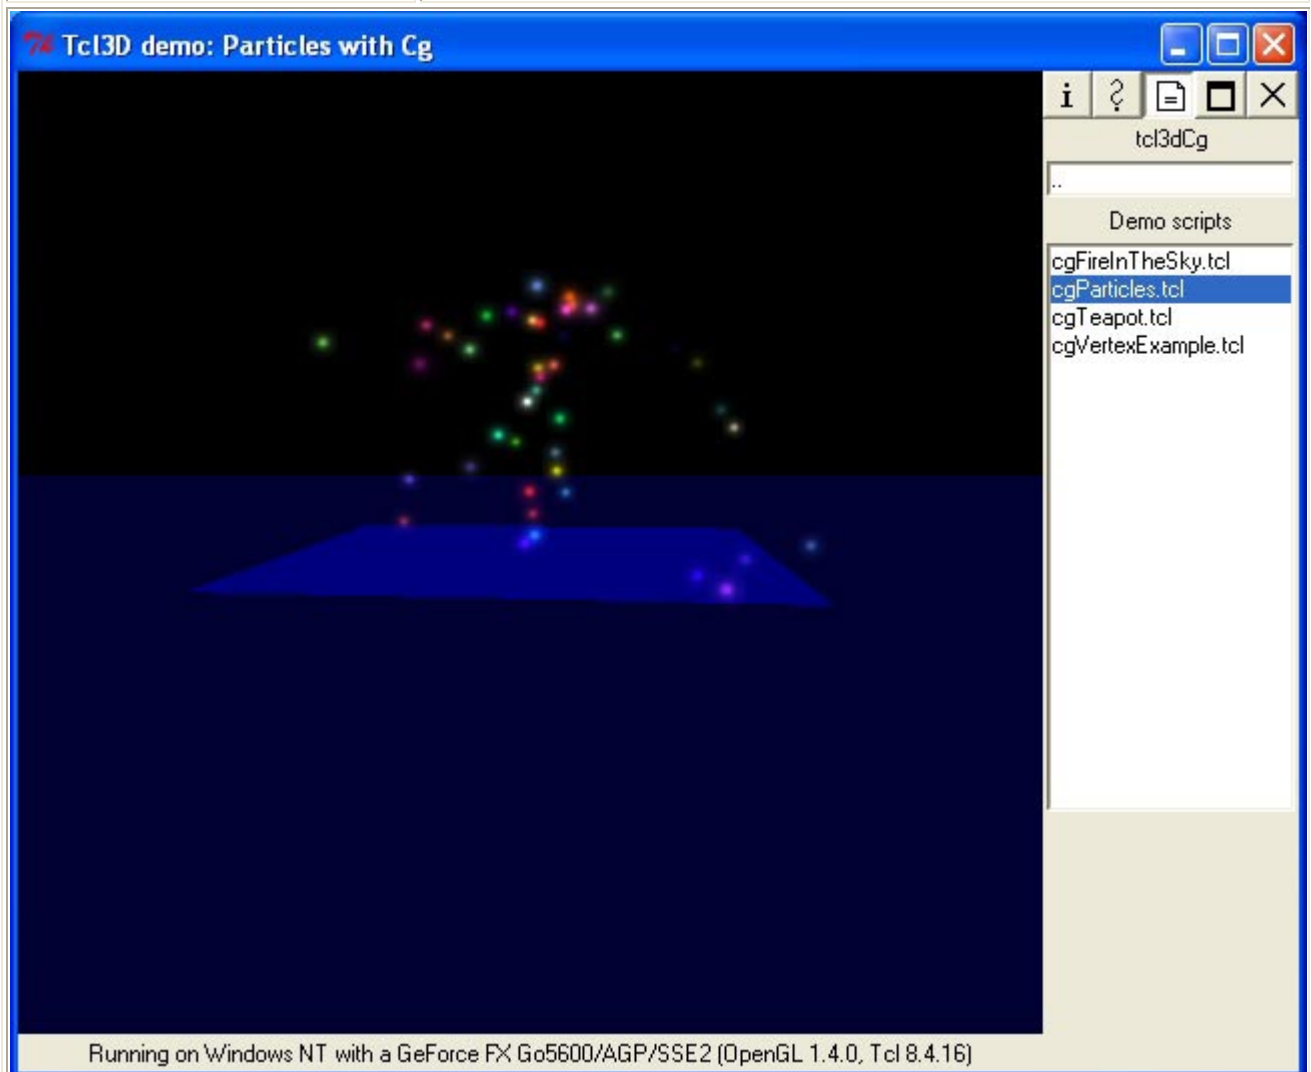 Tcl3D demo: Particles with Cg
tcl3dCg
..
Demo scripts
cgFireInTheSky.tcl
cgParticles.tcl
cgTeapot.tcl
cgVertexExample.tcl
Running on Windows NT with a GeForce FX Go5600/AGP/SSE2 (OpenGL 1.4.0, Tcl 8.4.16)